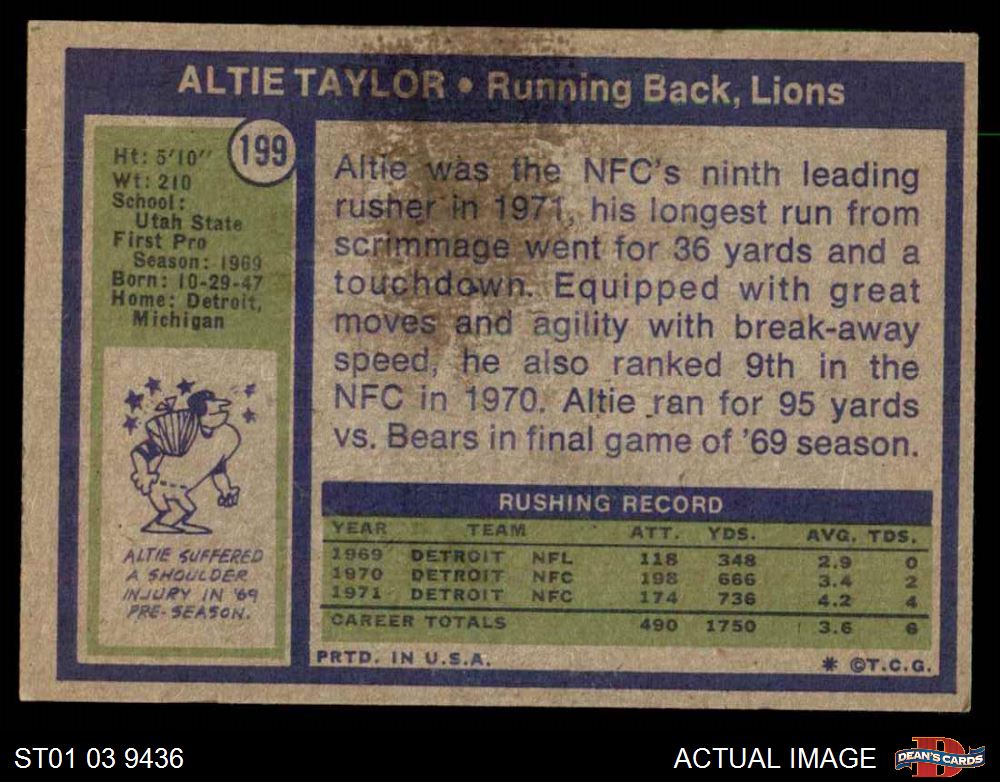 ALTIE TAYLOR • Running Back, Lions
199
Ht: 5'10"
Wt: 210
School:
Utah State
First Pro
Season: 1969
Born: 10-29-47
Home: Detroit,
Michigan
Altie was the NFC's ninth leading
rusher in 1971, his longest run from
scrimmage went for 36 yards and a
touchdown. Equipped with great
moves and agility with break-away
speed, he also ranked 9th in the
NFC in 1970. Altie ran for 95 yards
vs. Bears in final game of '69 season.
ALTIE SUFFERED
A SHOULDER
INJURY IN '69
PRE-SEASON.
RUSHING RECORD
YEAR TEAM ATT. YDS. AVG. TDS.
1969 DETROIT NFL 118 348 2.9 0
1970 DETROIT NFC 198 666 3.4 2
1971 DETROIT NFC 174 736 4.2 4
CAREER TOTALS 490 1750 3.6 6
PRTD. IN U.S.A. * ©T.C.G.
ST01 03 9436 ACTUAL IMAGE DEAN'S CARDS